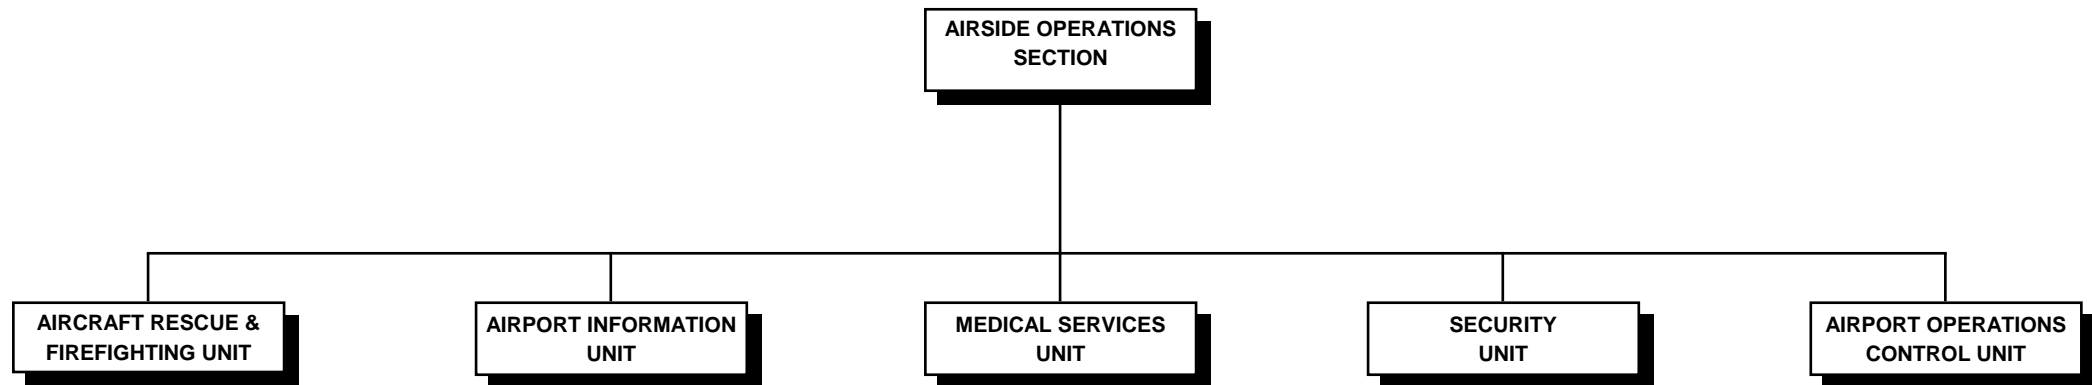 AIRSIDE OPERATIONS
SECTION
AIRCRAFT RESCUE &
FIREFIGHTING UNIT
AIRPORT INFORMATION
UNIT
MEDICAL SERVICES
UNIT
SECURITY
UNIT
AIRPORT OPERATIONS
CONTROL UNIT